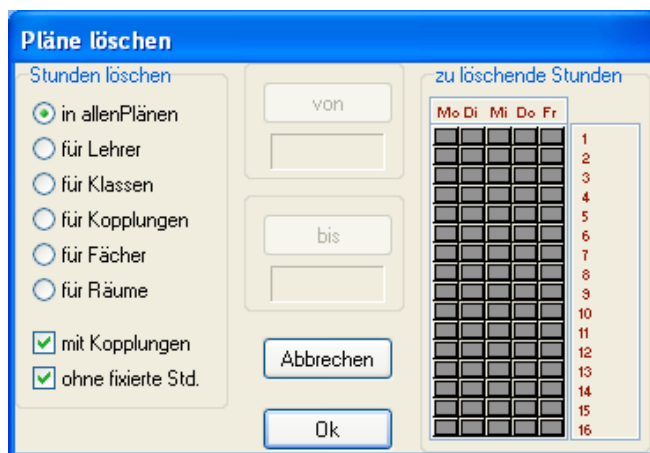 Pläne löschen
Stunden löschen
in allenPlänen
für Lehrer
für Klassen
für Kopplungen
für Fächer
für Räume
mit Kopplungen
ohne fixierte Std.
von
bis
Abbrechen
Ok
zu löschende Stunden
Mo Di Mi Do Fr
1
2
3
4
5
6
7
8
9
10
11
12
13
14
15
16